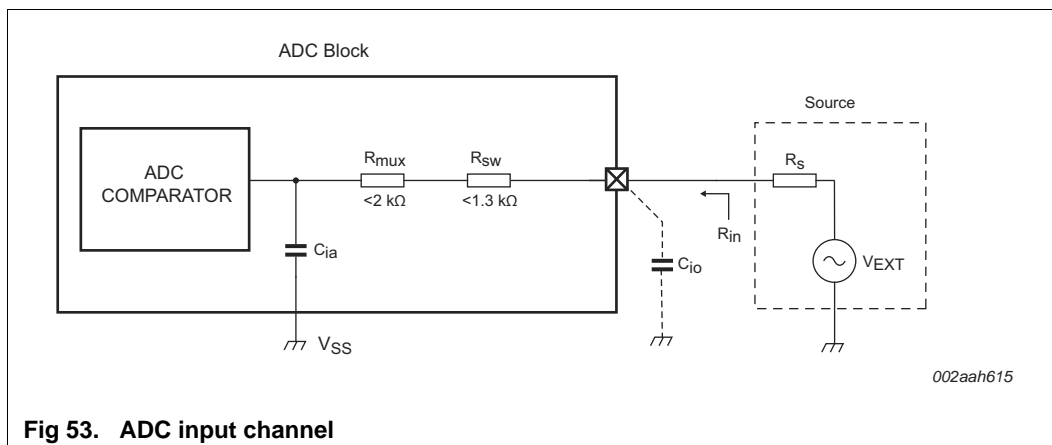 ADC Block
Source
ADC
COMPARATOR
Rmux
<2 kΩ
Rsw
<1.3 kΩ
Rs
Rin
Cia
Cio
VEXT
VSS
002aah615
Fig 53. ADC input channel